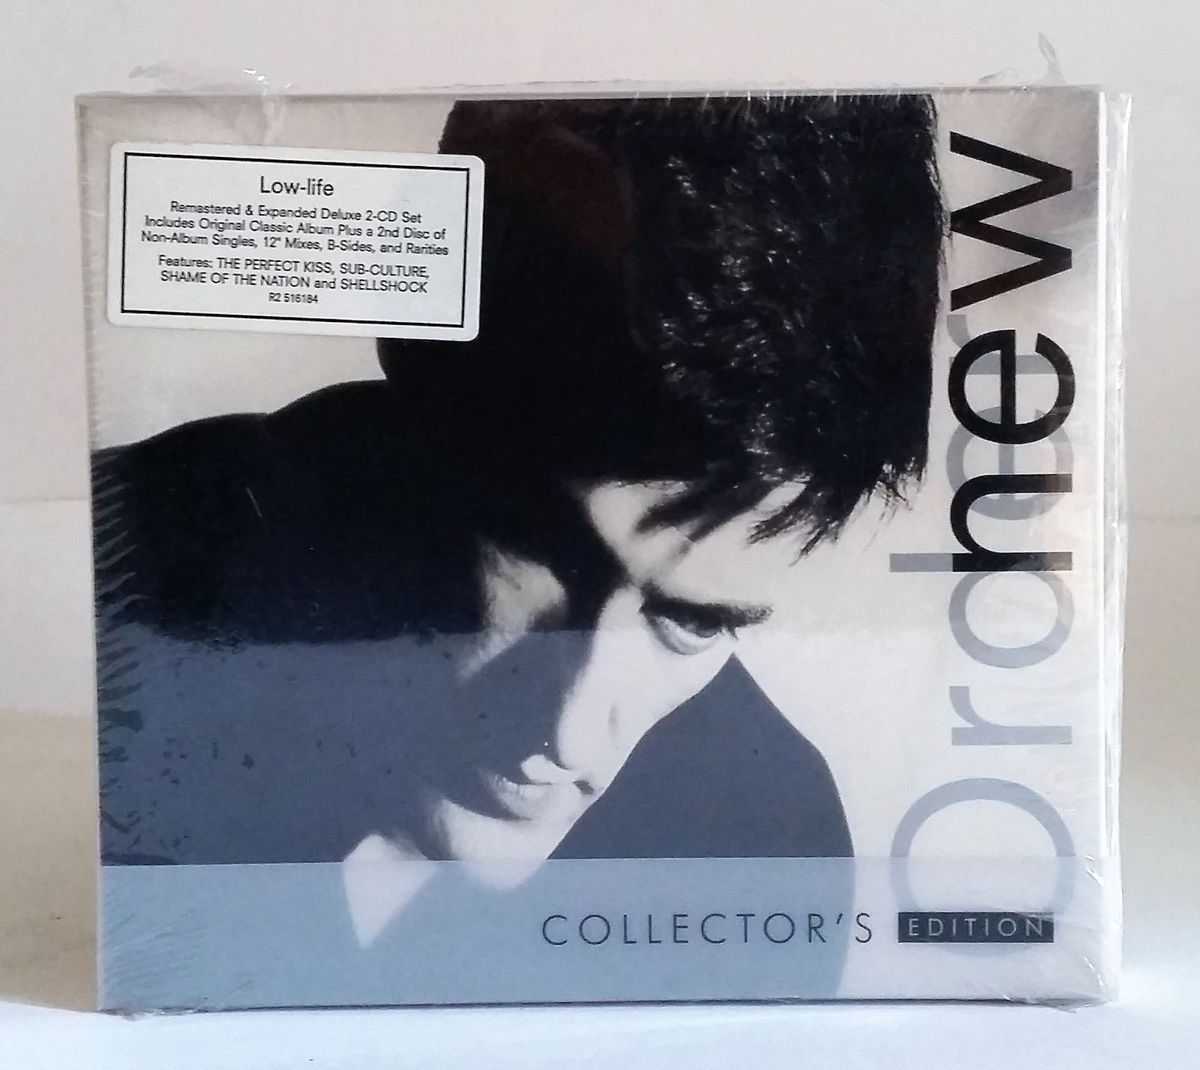 Low-life
Remastered & Expanded Deluxe 2-CD Set
Includes Original Classic Album Plus a 2nd Disc of
Non-Album Singles, 12" Mixes, B-Sides, and Rarities
Features: THE PERFECT KISS, SUB-CULTURE,
SHAME OF THE NATION and SHELLSHOCK
R2 516184
new
Order
COLLECTOR'S EDITION